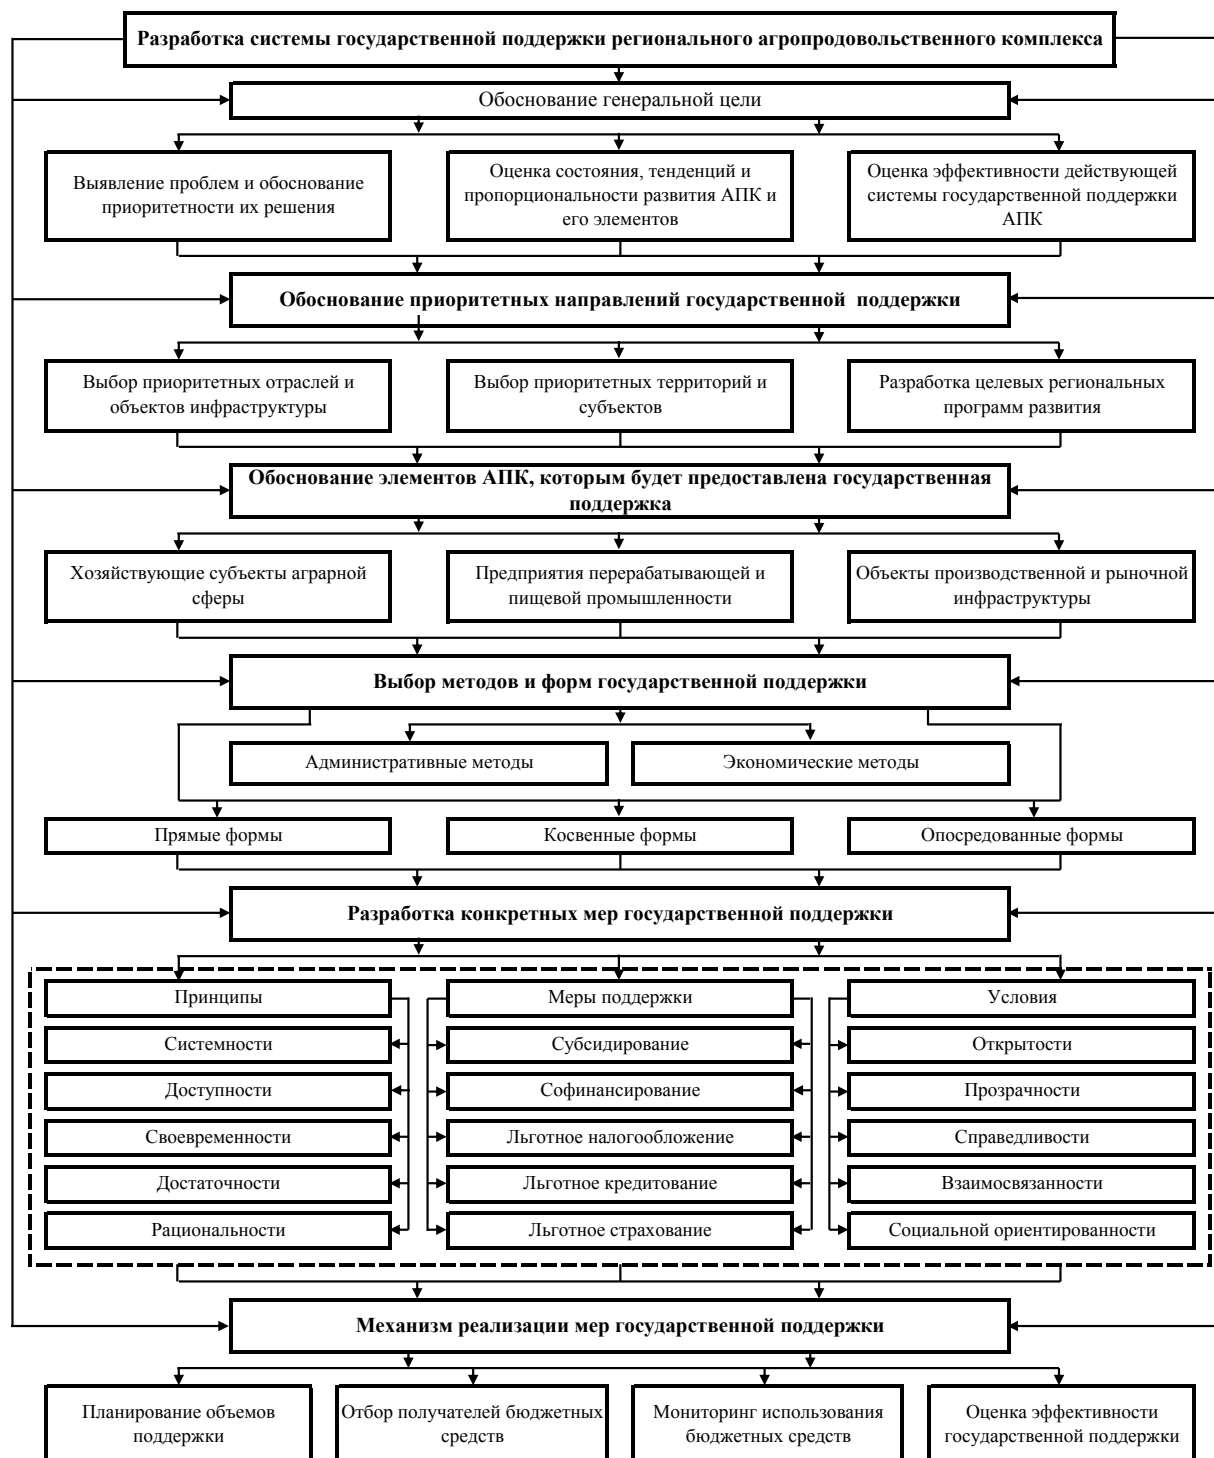 Разработка системы государственной поддержки регионального агропродовольственного комплекса
Обоснование генеральной цели
Выявление проблем и обоснование
приоритетности их решения
Оценка состояния, тенденций и
пропорциональности развития АПК и
его элементов
Оценка эффективности действующей
системы государственной поддержки
АПК
Обоснование приоритетных направлений государственной поддержки
Выбор приоритетных отраслей и
объектов инфраструктуры
Выбор приоритетных территорий и
субъектов
Разработка целевых региональных
программ развития
Обоснование элементов АПК, которым будет предоставлена государственная
поддержка
Хозяйствующие субъекты аграрной
сферы
Предприятия перерабатывающей и
пищевой промышленности
Объекты производственной и рыночной
инфраструктуры
Выбор методов и форм государственной поддержки
Административные методы
Экономические методы
Прямые формы
Косвенные формы
Опосредованные формы
Разработка конкретных мер государственной поддержки
Принципы
Меры поддержки
Условия
Системности
Субсидирование
Открытости
Доступности
Софинансирование
Прозрачности
Своевременности
Льготное налогообложение
Справедливости
Достаточности
Льготное кредитование
Взаимосвязанности
Рациональности
Льготное страхование
Социальной ориентированности
Механизм реализации мер государственной поддержки
Планирование объемов
поддержки
Отбор получателей бюджетных
средств
Мониторинг использования
бюджетных средств
Оценка эффективности
государственной поддержки